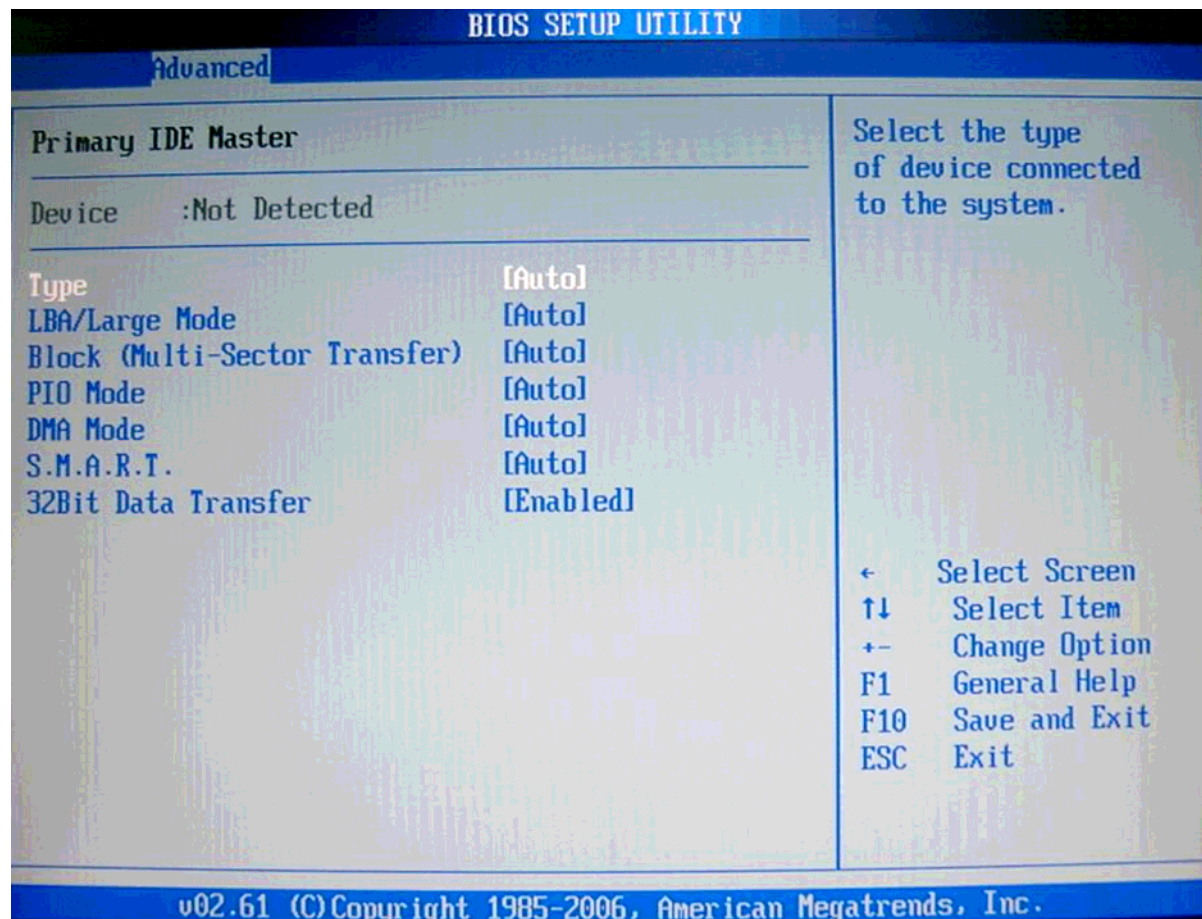 BIOS SETUP UTILITY
Advanced
Primary IDE Master
Device :Not Detected
Type [Auto]
LBA/Large Mode [Auto]
Block (Multi-Sector Transfer) [Auto]
PIO Mode [Auto]
DMA Mode [Auto]
S.M.A.R.T. [Auto]
32Bit Data Transfer [Enabled]
Select the type
of device connected
to the system.
← Select Screen
↑↓ Select Item
+- Change Option
F1 General Help
F10 Save and Exit
ESC Exit
v02.61 (C)Copyright 1985-2006, American Megatrends, Inc.